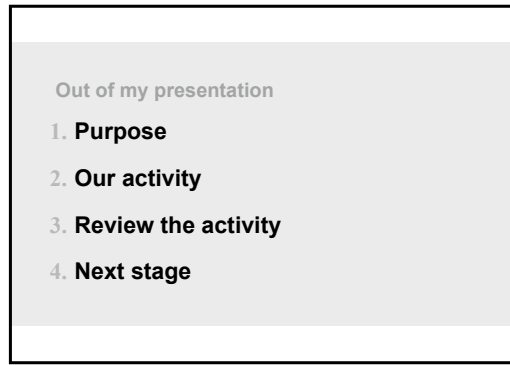 Out of my presentation
1. Purpose
2. Our activity
3. Review the activity
4. Next stage